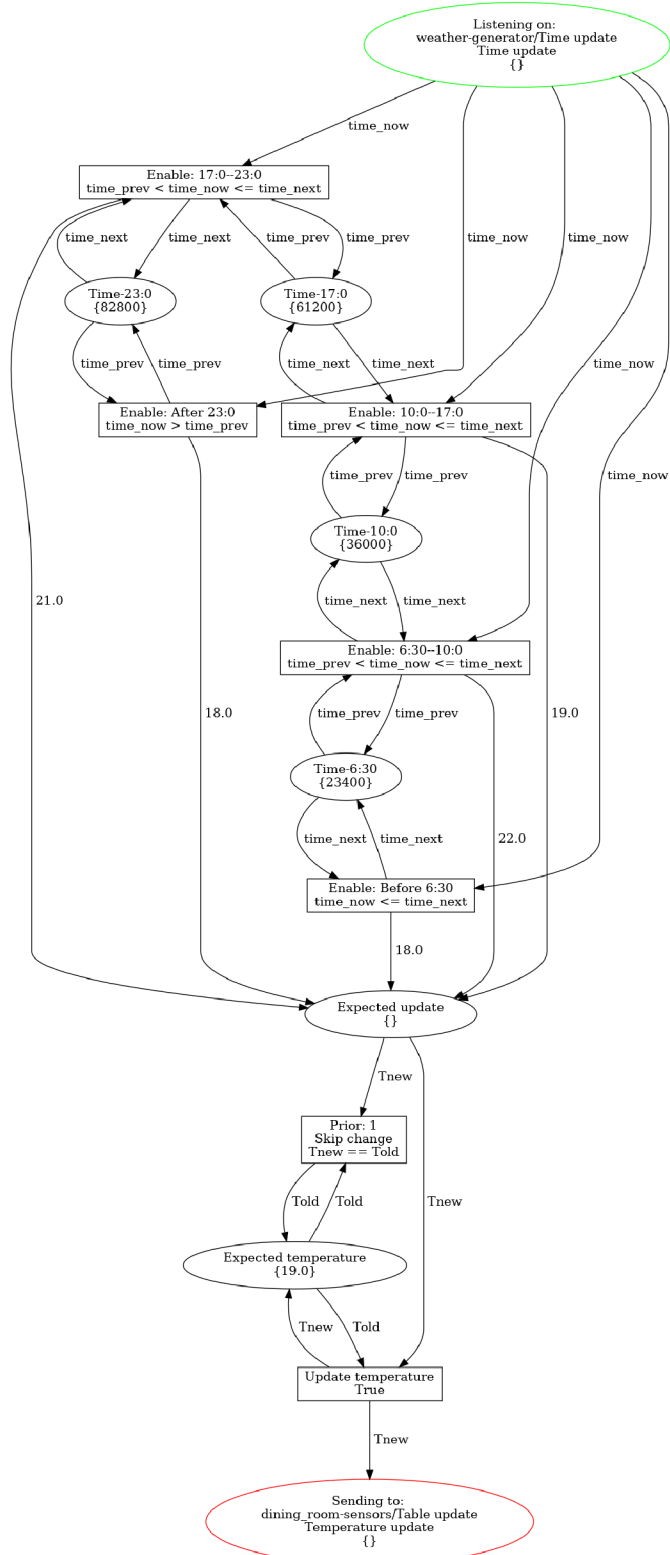 Listening on:
weather-generator/Time update
Time update
{}
time_now
Enable: 17:0--23:0
time_prev < time_now <= time_next
time_next
time_next
time_prev
time_prev
time_now
time_now
Time-23:0
{82800}
Time-17:0
{61200}
time_prev
time_prev
time_next
time_next
time_now
Enable: After 23:0
time_now > time_prev
Enable: 10:0--17:0
time_prev < time_now <= time_next
time_prev
time_prev
time_now
Time-10:0
{36000}
21.0
time_next
time_next
Enable: 6:30--10:0
time_prev < time_now <= time_next
18.0
time_prev
time_prev
19.0
Time-6:30
{23400}
time_next
time_next
22.0
Enable: Before 6:30
time_now <= time_next
18.0
Expected update
{}
Tnew
Prior: 1
Skip change
Tnew == Told
Told
Told
Tnew
Expected temperature
{19.0}
Tnew
Told
Update temperature
True
Tnew
Sending to:
dining_room-sensors/Table update
Temperature update
{}